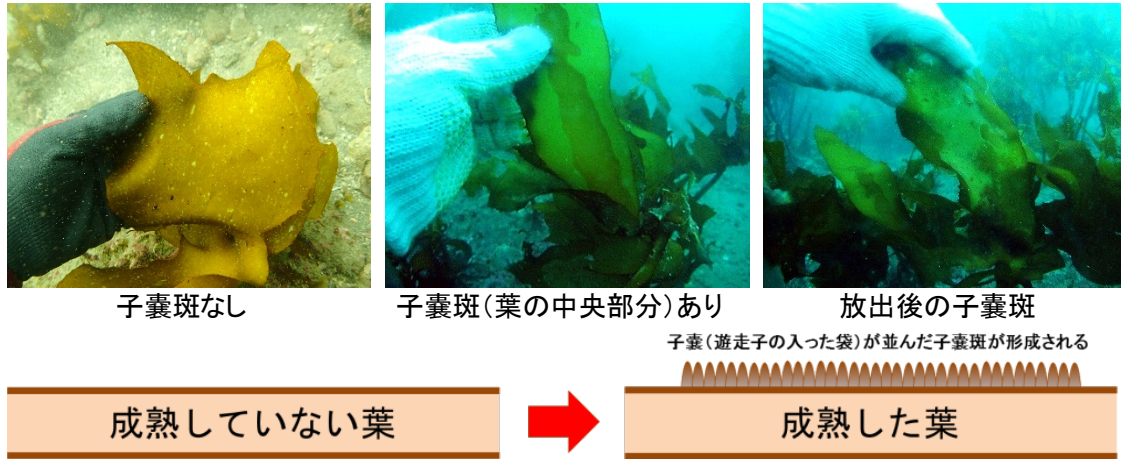 子嚢斑なし
子嚢斑（葉の中央部分）あり
放出後の子嚢斑
子嚢（遊走子の入った袋）が並んだ子嚢斑が形成される
成熟していない葉
成熟した葉